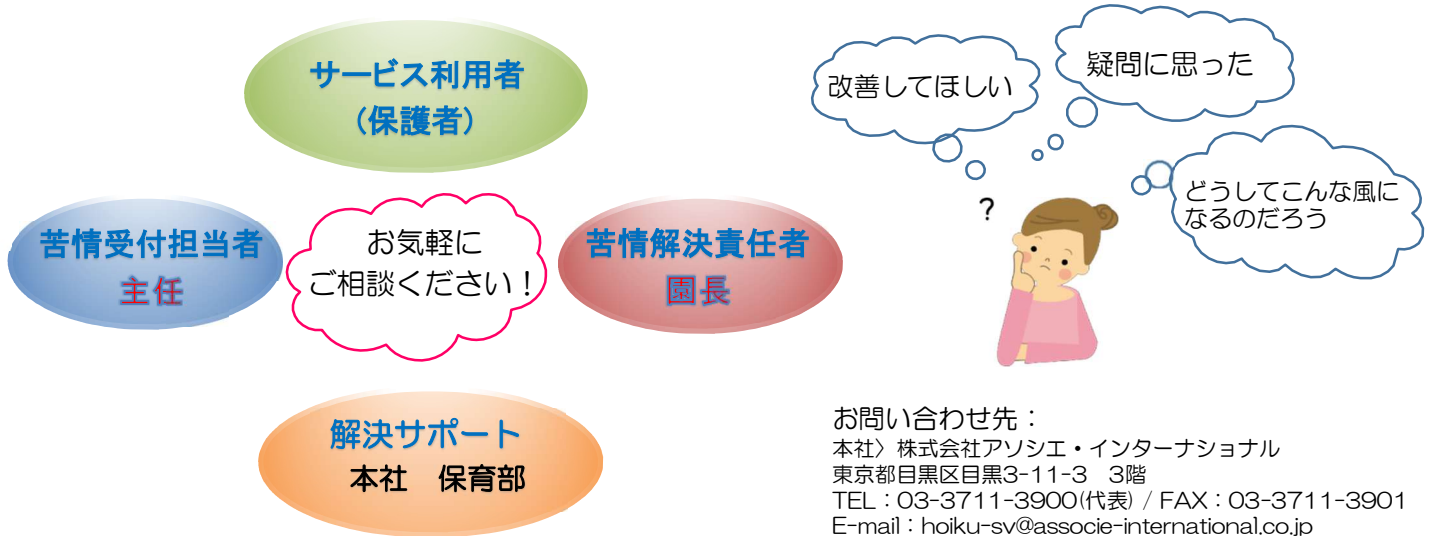 サービス利用者
(保護者)
苦情受付担当者
主任
お気軽に
ご相談ください！
苦情解決責任者
園長
解決サポート
本社　保育部
改善してほしい
疑問に思った
どうしてこんな風に
なるのだろう
?
お問い合わせ先：
本社〉株式会社アソシエ・インターナショナル
東京都目黒区目黒3-11-3　3階
TEL：03-3711-3900(代表) / FAX：03-3711-3901
E-mail：hoiku-sv@associe-international.co.jp